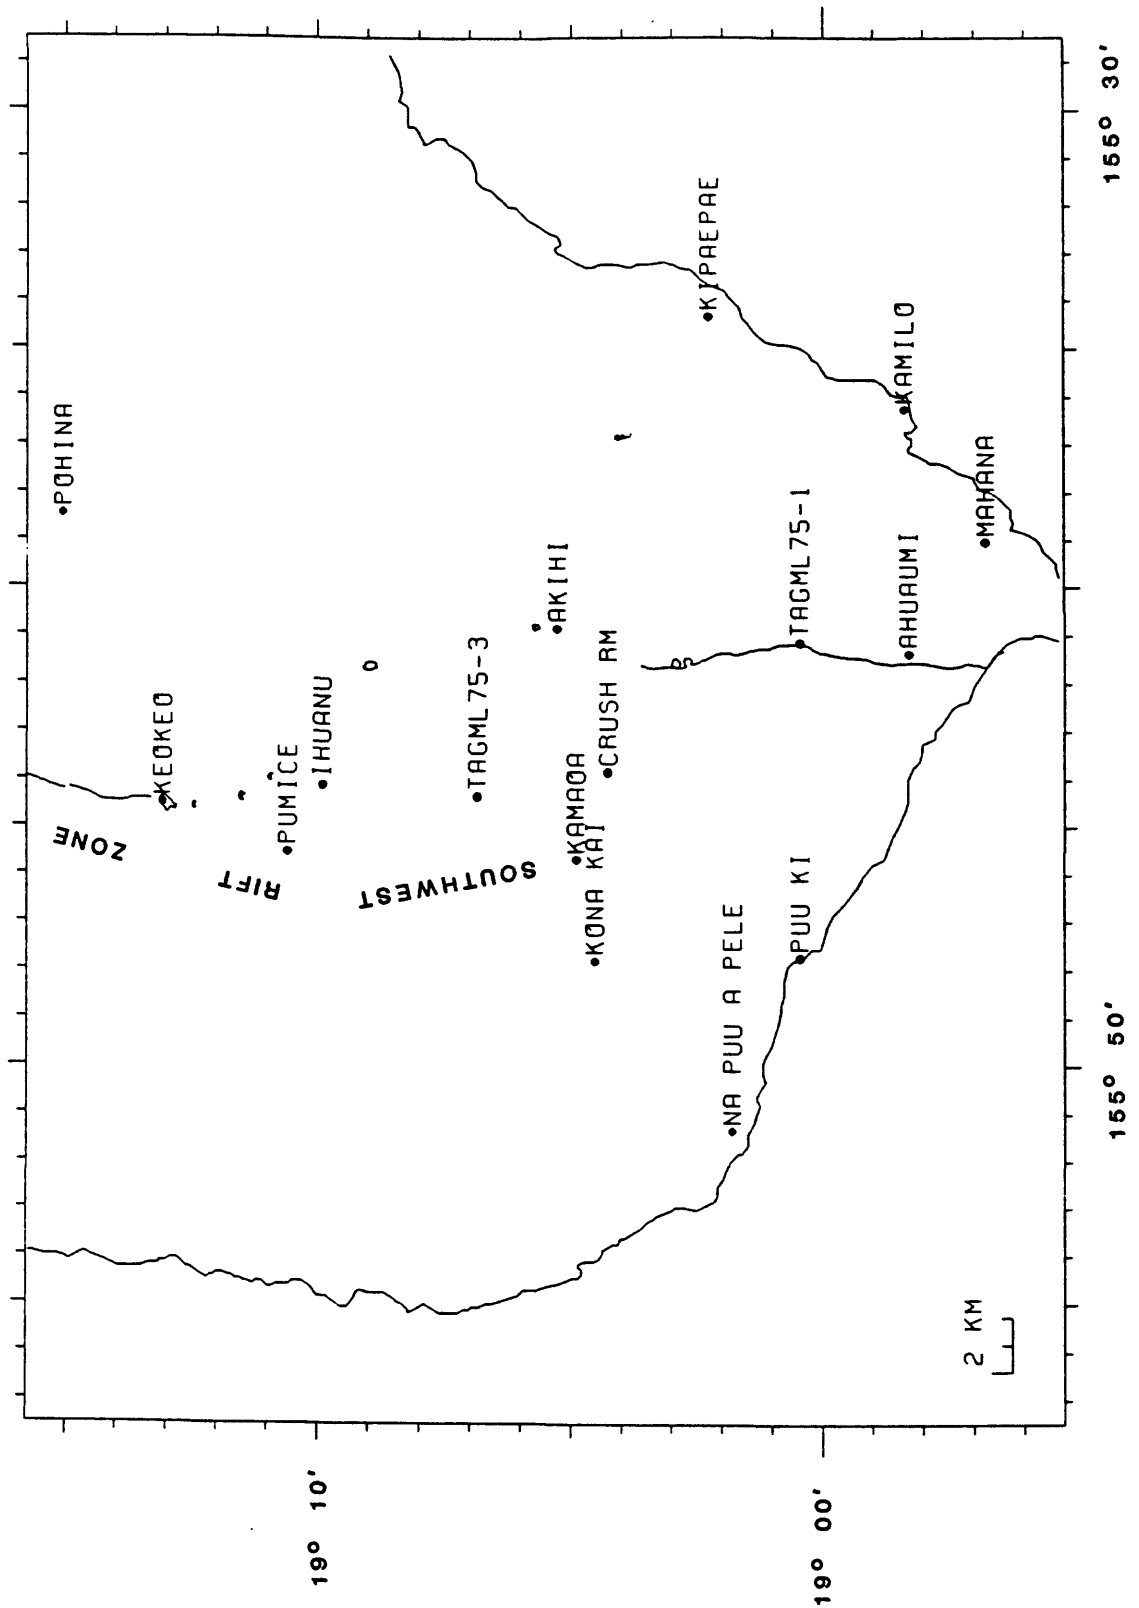 POHINA
KEOKEO
ZONE
RIFT
SOUTHWEST
PUMICE
IHUANU
TAGML75-3
AKIHI
KAMAOA
KONA KAI
CRUSH RM
KIPAEPAE
NA PUU A PELE
PUU KI
TAGML75-1
AHUAUMI
KAMILO
MAHANA
2 KM
19° 10'
19° 00'
155° 50'
155° 30'